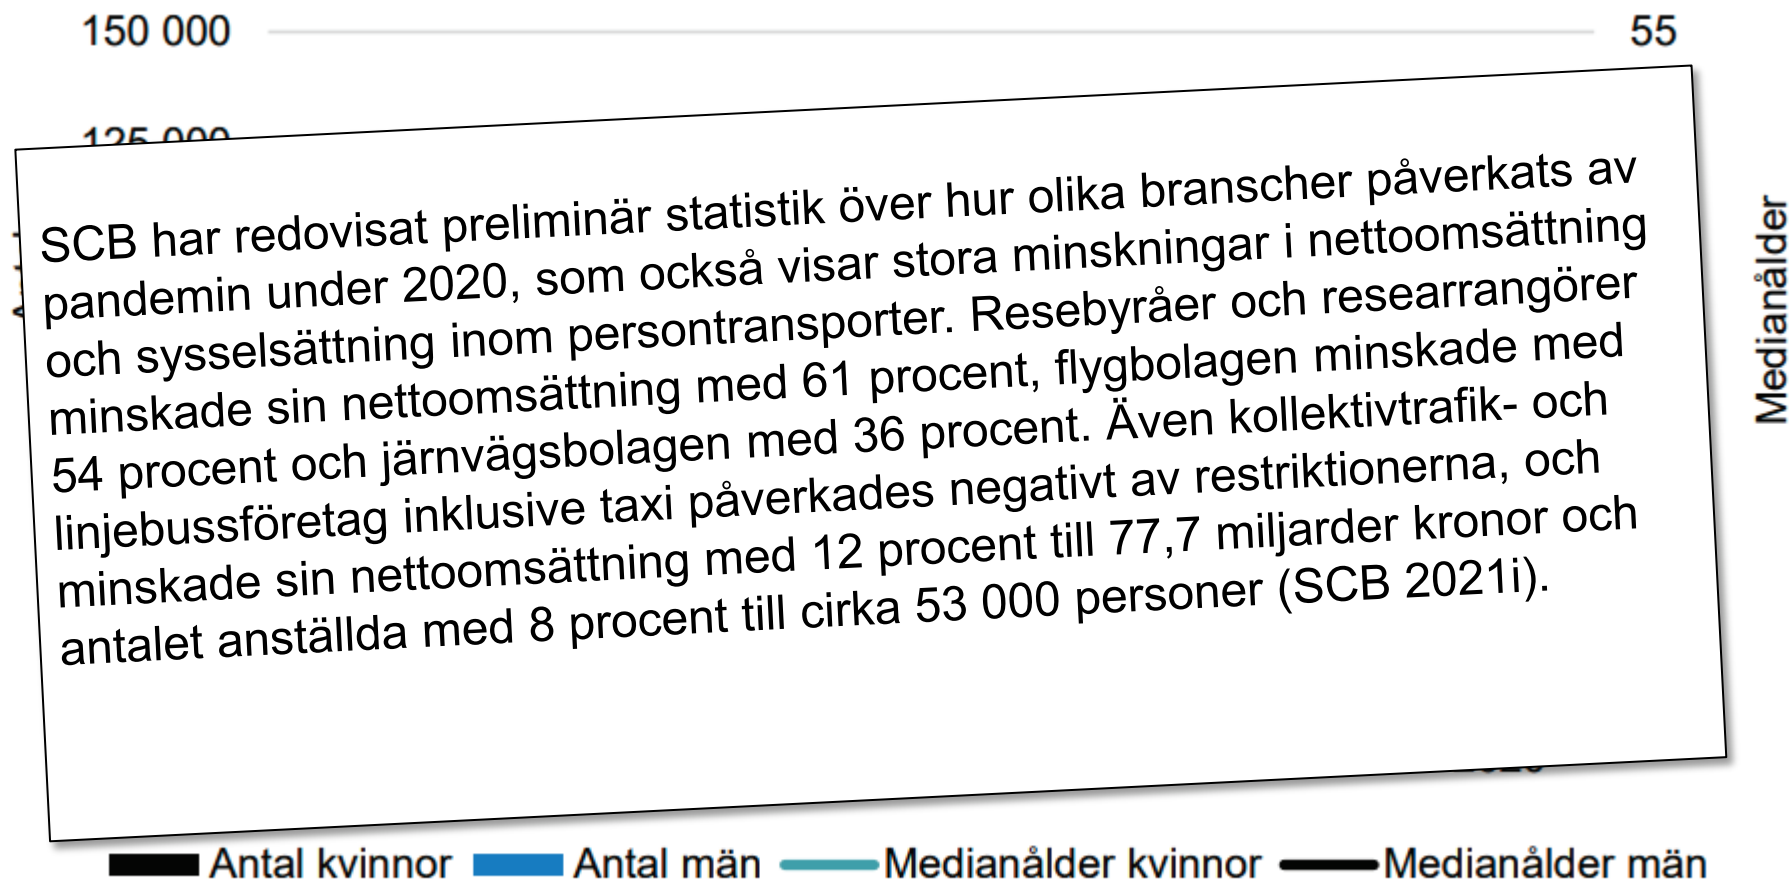 150 000
55
125 000
SCB har redovisat preliminär statistik över hur olika branscher påverkats av
pandemin under 2020, som också visar stora minskningar i nettoomsättning
och sysselsättning inom persontransporter. Resebyråer och researrangörer
minskade sin nettoomsättning med 61 procent, flygbolagen minskade med
54 procent och järnvägsbolagen med 36 procent. Även kollektivtrafik- och
linjebussföretag inklusive taxi påverkades negativt av restriktionerna, och
minskade sin nettoomsättning med 12 procent till 77,7 miljarder kronor och
antalet anställda med 8 procent till cirka 53 000 personer (SCB 2021i).
Medianålder
Antal kvinnor Antal män Medianålder kvinnor Medianålder män